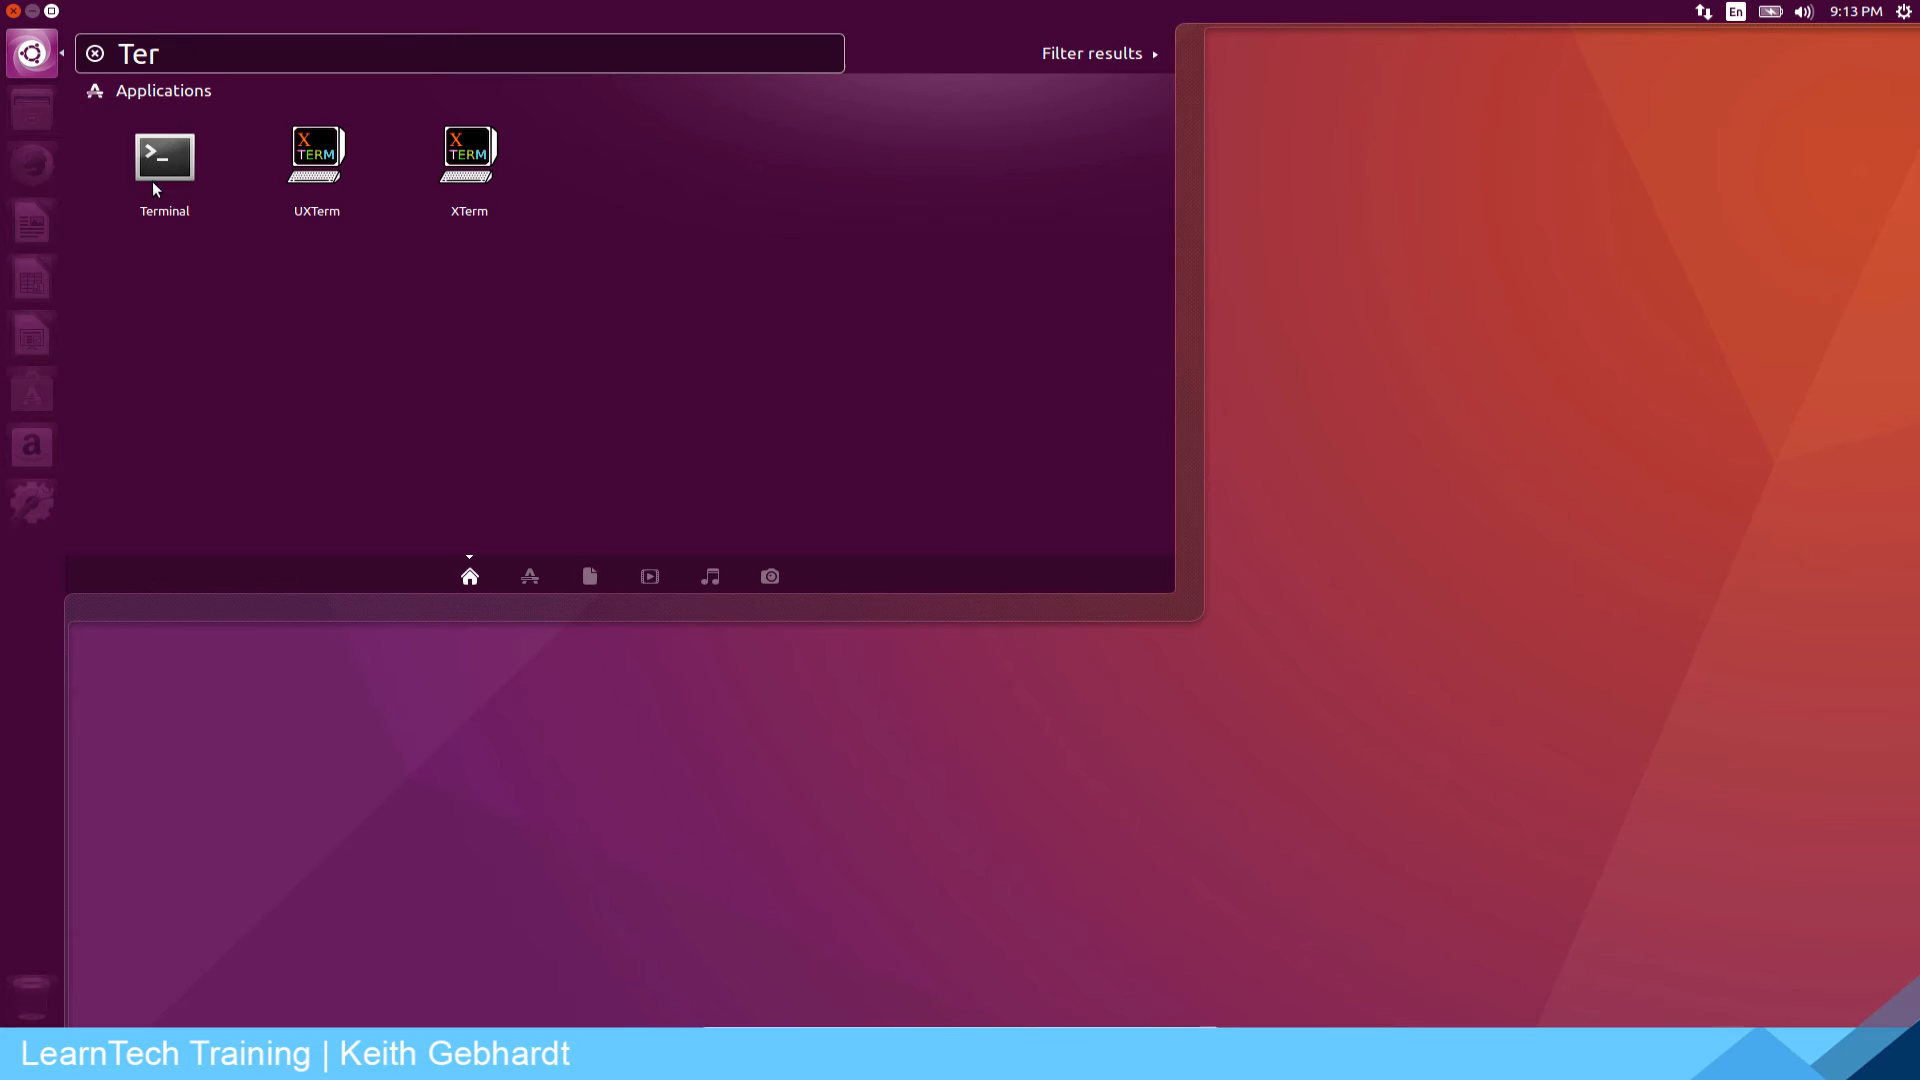 En
9:13 PM
Ter
Filter results
Applications
X
TERM
X
TERM
Terminal
UXTerm
XTerm
a
LearnTech Training | Keith Gebhardt